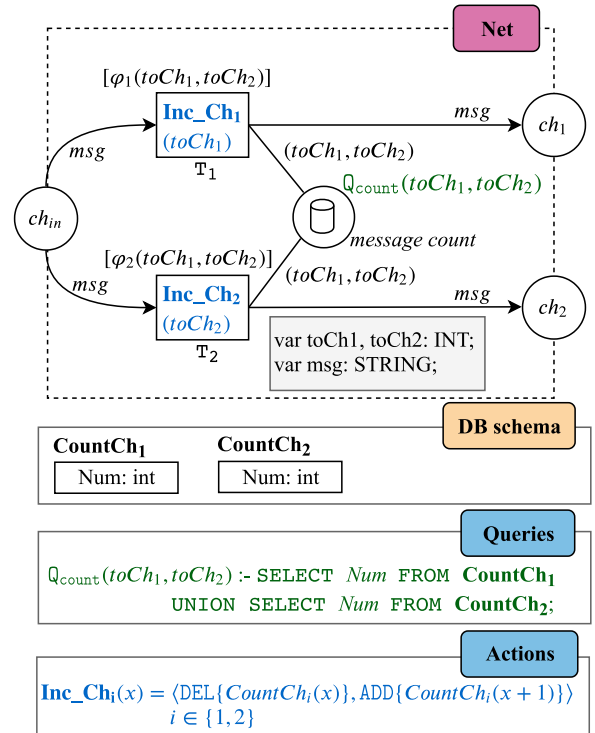 Net
[φ₁(toCh₁, toCh₂)]
Inc_Ch₁
(toCh₁)
T₁
msg
msg
ch₁
(toCh₁, toCh₂)
Q_count(toCh₁, toCh₂)
ch_in
message count
[φ₂(toCh₁, toCh₂)]
(toCh₁, toCh₂)
msg
Inc_Ch₂
(toCh₂)
T₂
msg
ch₂
var toCh1, toCh2: INT;
var msg: STRING;
DB schema
CountCh₁
CountCh₂
Num: int
Num: int
Queries
Q_count(toCh₁, toCh₂) :- SELECT Num FROM CountCh₁
UNION SELECT Num FROM CountCh₂;
Actions
Inc_Chᵢ(x) = ⟨DEL{CountChᵢ(x)}, ADD{CountChᵢ(x + 1)}⟩
i ∈ {1, 2}